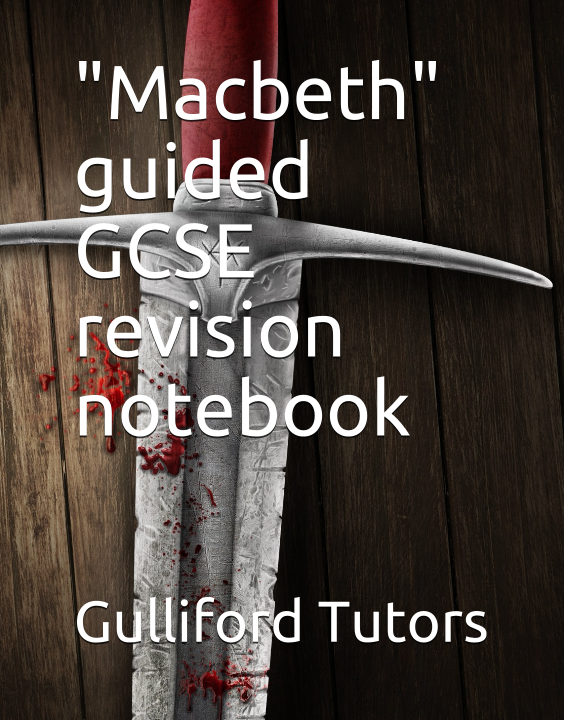 "Macbeth"
guided
GCSE
revision
notebook
Gulliford Tutors